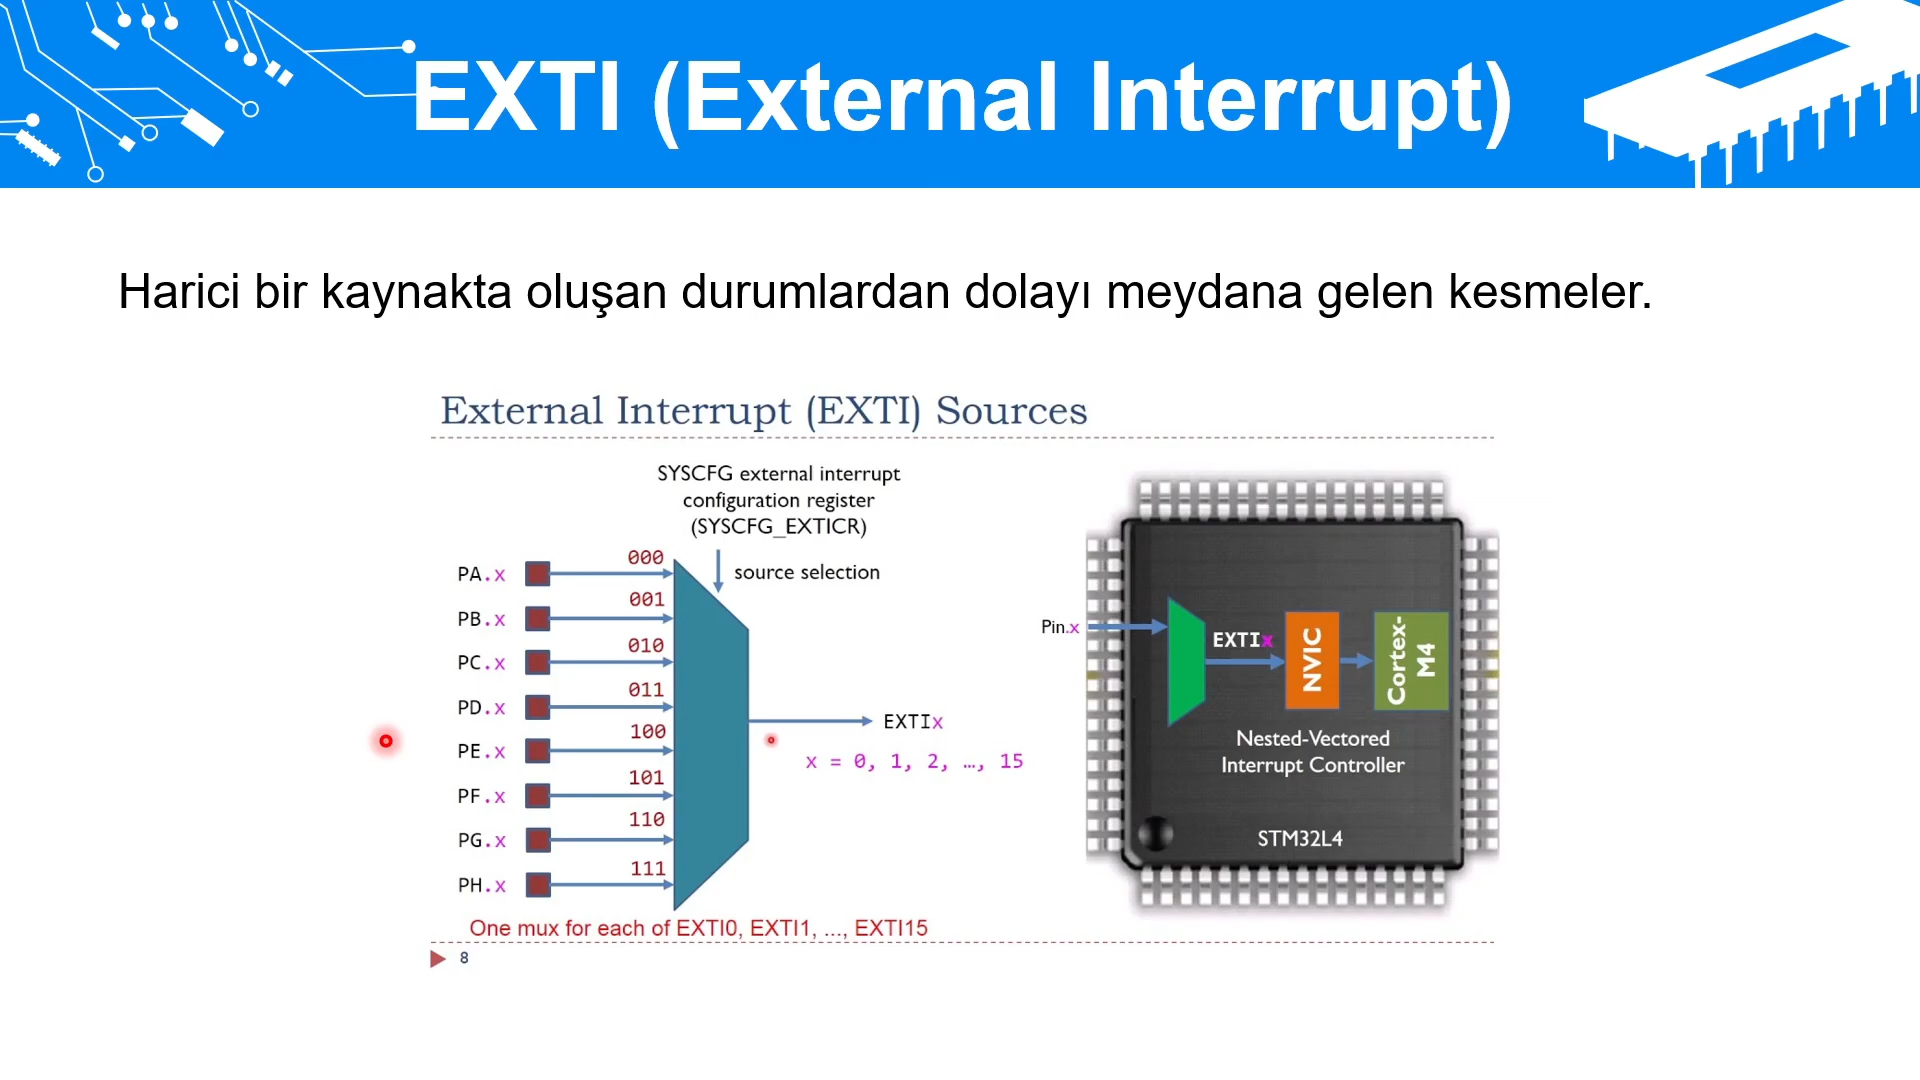 EXTI (External Interrupt)
Harici bir kaynakta oluşan durumlardan dolayı meydana gelen kesmeler.
External Interrupt (EXTI) Sources
SYSCFG external interrupt
configuration register
(SYSCFG_EXTICR)
source selection
PA.x 000
PB.x 001
PC.x 010
PD.x 011
PE.x 100
PF.x 101
PG.x 110
PH.x 111
EXTIx
x = 0, 1, 2, …, 15
One mux for each of EXTI0, EXTI1, ..., EXTI15
8
Pin.x
EXTIx
NVIC
Cortex-
M4
Nested-Vectored
Interrupt Controller
STM32L4